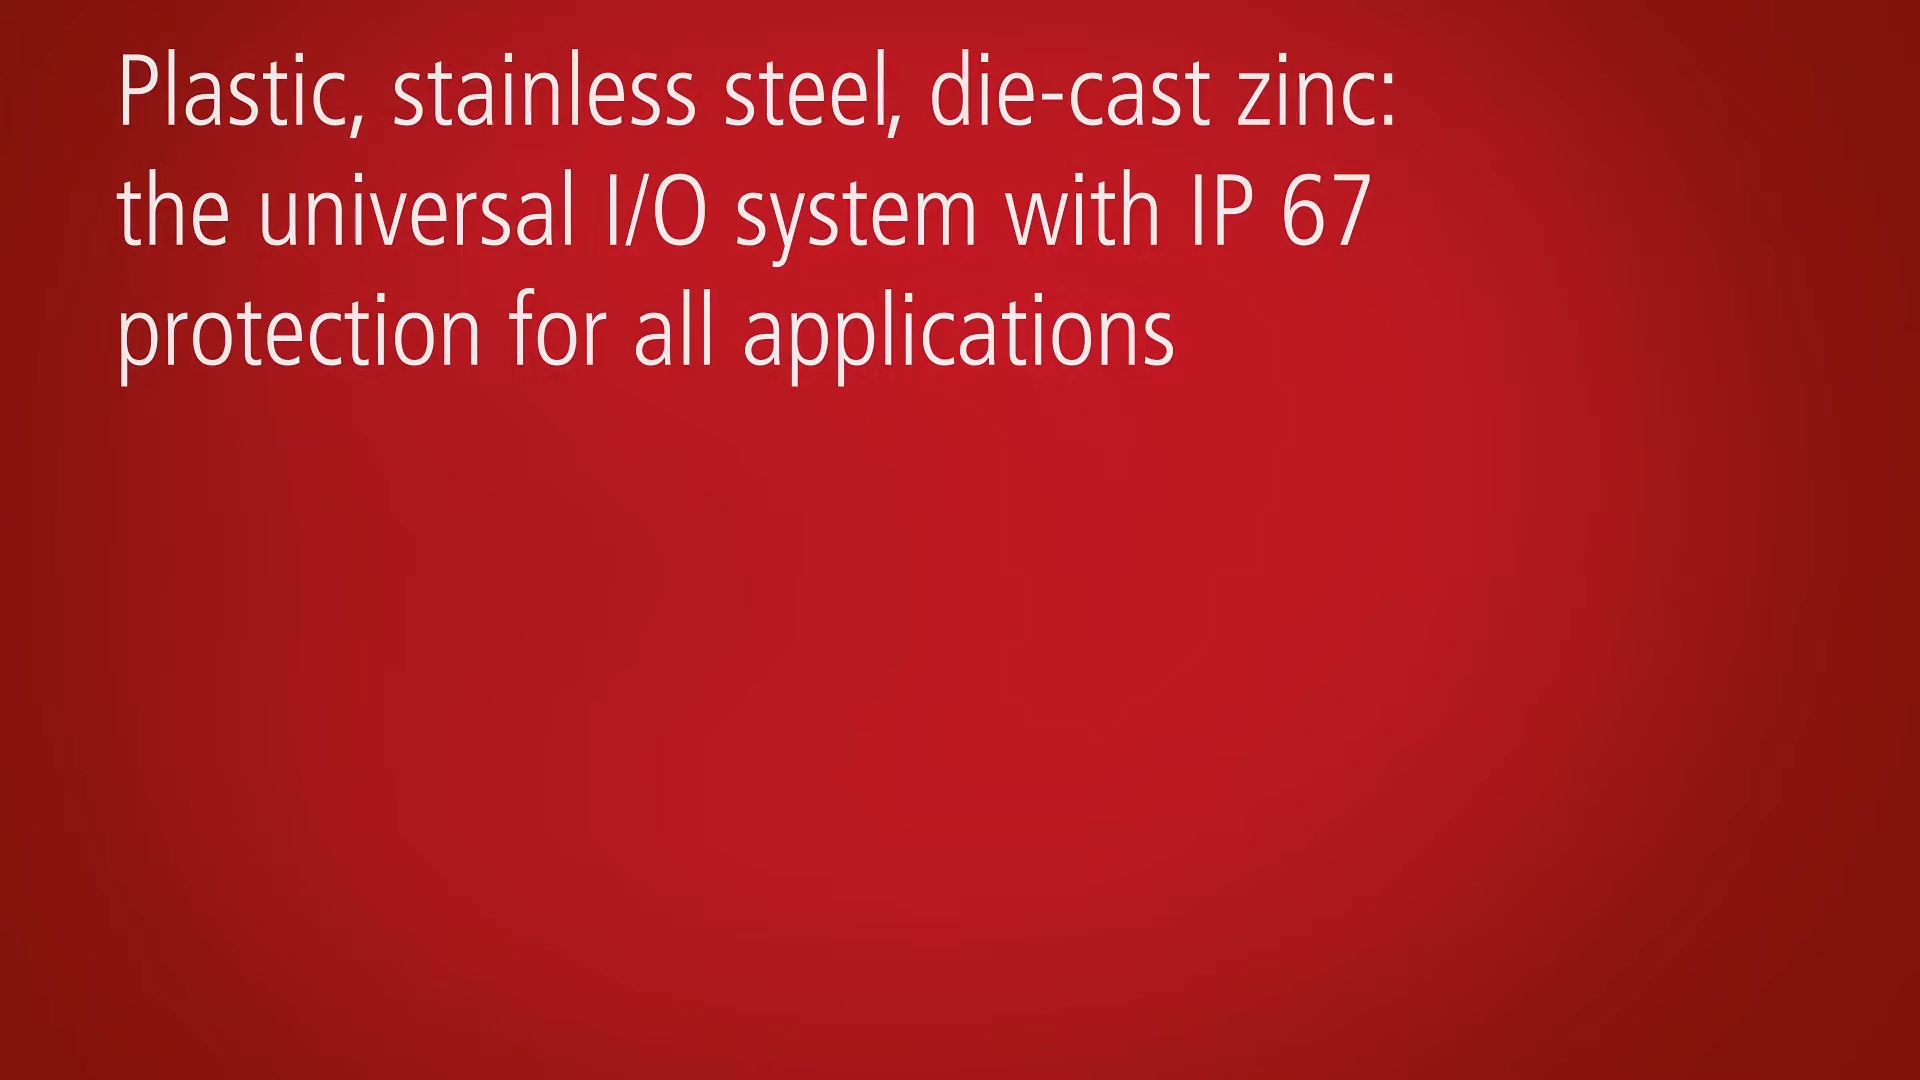 Plastic, stainless steel, die-cast zinc:
the universal I/O system with IP 67
protection for all applications